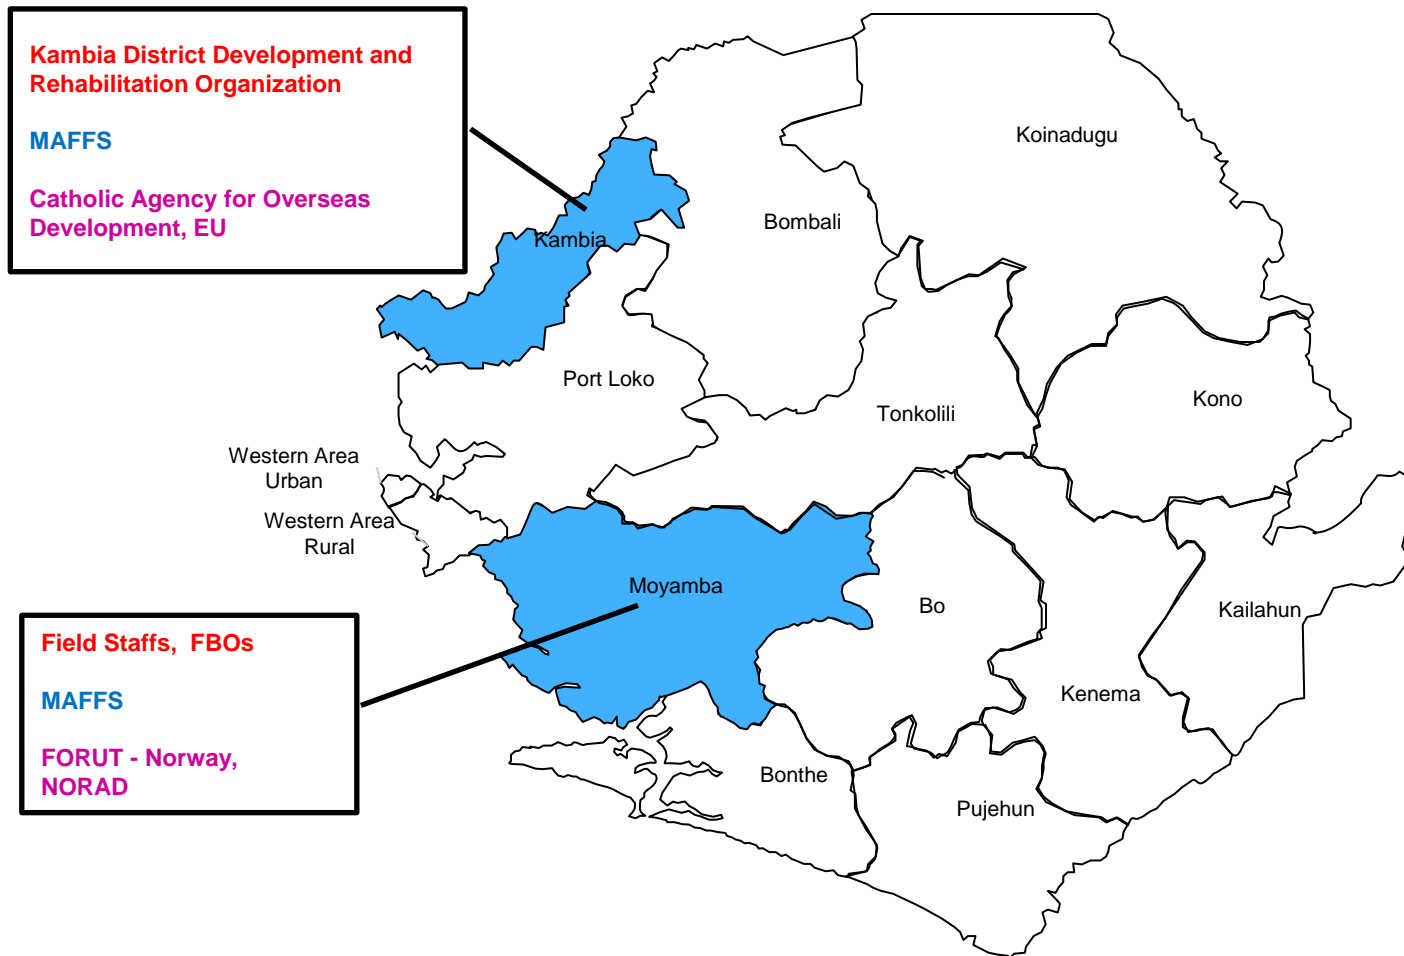 Kambia District Development and
Rehabilitation Organization
MAFFS
Catholic Agency for Overseas
Development, EU
Koinadugu
Bombali
Kambia
Port Loko
Kono
Tonkolili
Western Area
Urban
Western Area
Rural
Moyamba
Bo
Kailahun
Field Staffs, FBOs
MAFFS
FORUT - Norway,
NORAD
Kenema
Bonthe
Pujehun